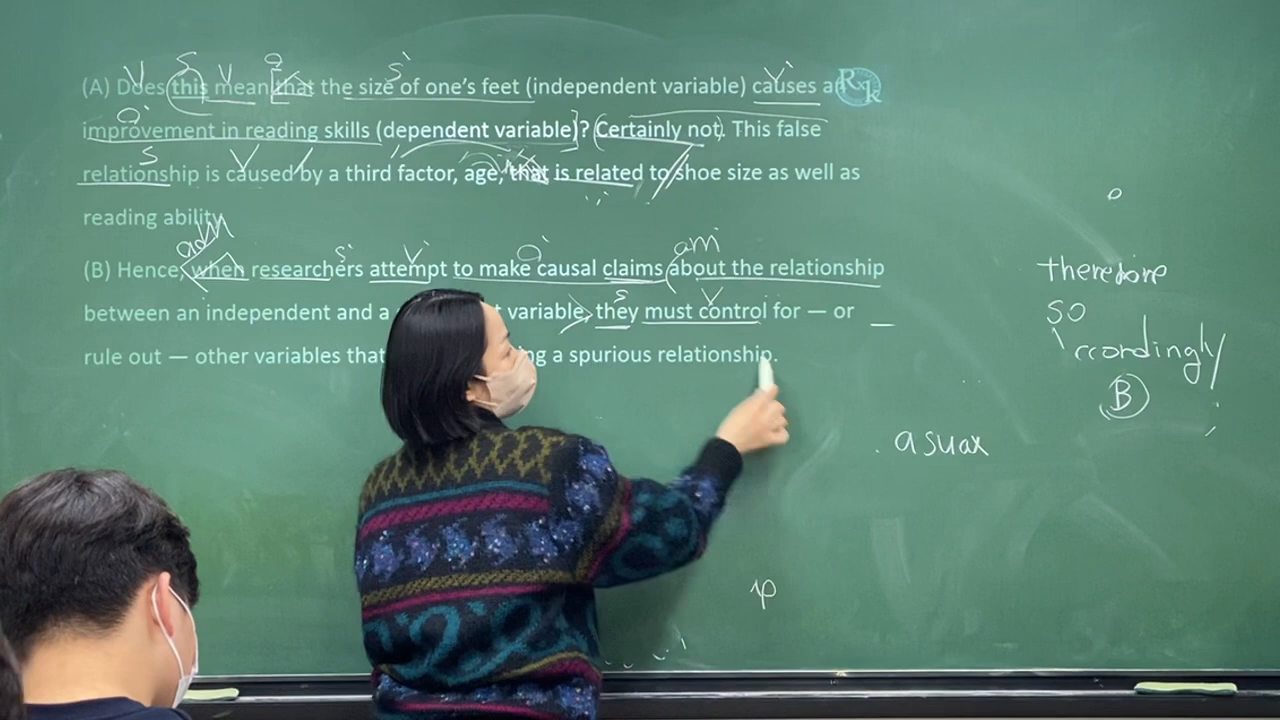 V S V O S' V'
(A) Does this mean that the size of one's feet (independent variable) causes an
O'
improvement in reading skills (dependent variable)? Certainly not. This false
S V
relationship is caused by a third factor, age, that is related to shoe size as well as
reading ability.
S' V' O' am
(B) Hence, when researchers attempt to make causal claims about the relationship
S V
between an independent and a variable, they must control for — or
rule out — other variables that a spurious relationship.
therefore
so
B